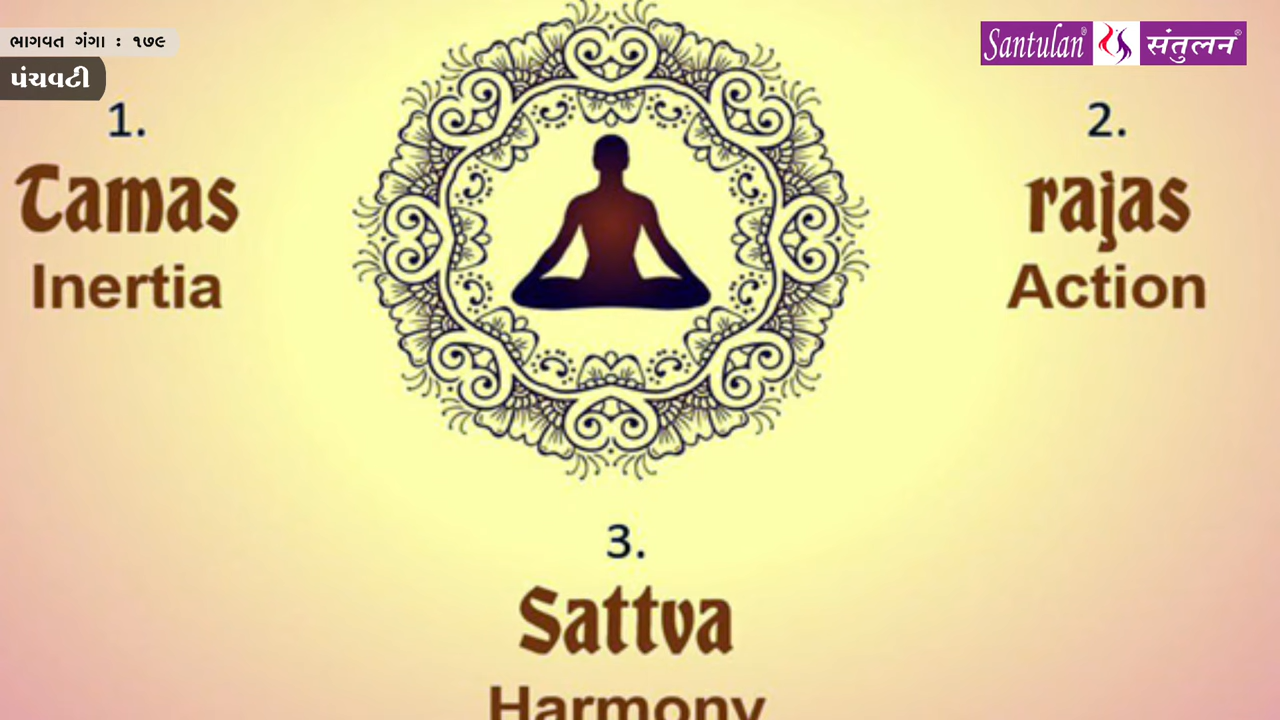 ભાગવત ગંગા : ૧૭૯
પંચવટી
Santulan® संतुलन®
1.
Tamas
Inertia
2.
rajas
Action
3.
Sattva
Harmony